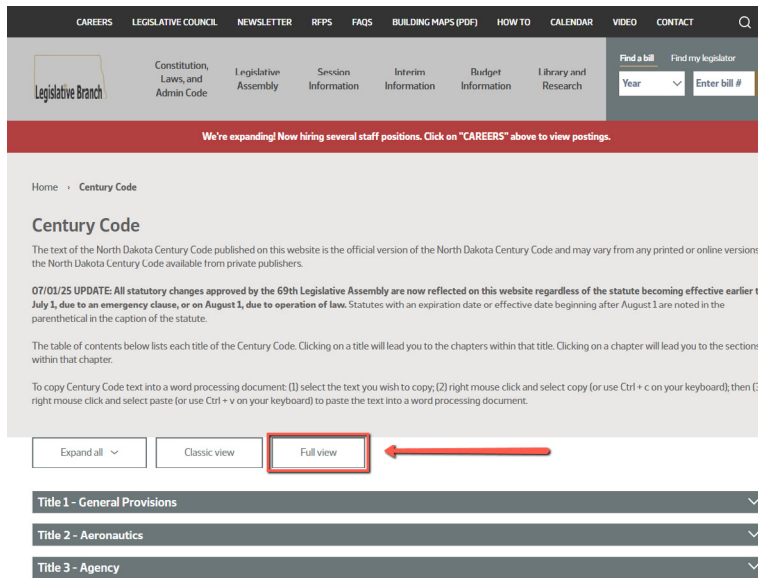 CAREERS LEGISLATIVE COUNCIL NEWSLETTER RFPS FAQS BUILDING MAPS (PDF) HOW TO CALENDAR VIDEO CONTACT
Legislative Branch
Constitution,
Laws, and
Admin Code
Legislative
Assembly
Session
Information
Interim
Information
Budget
Information
Library and
Research
Find a bill Find my legislator
Year Enter bill #
We're expanding! Now hiring several staff positions. Click on "CAREERS" above to view postings.
Home › Century Code
Century Code
The text of the North Dakota Century Code published on this website is the official version of the North Dakota Century Code and may vary from any printed or online versions
the North Dakota Century Code available from private publishers.
07/01/25 UPDATE: All statutory changes approved by the 69th Legislative Assembly are now reflected on this website regardless of the statute becoming effective earlier t
July 1, due to an emergency clause, or on August 1, due to operation of law. Statutes with an expiration date or effective date beginning after August 1 are noted in the
parenthetical in the caption of the statute.
The table of contents below lists each title of the Century Code. Clicking on a title will lead you to the chapters within that title. Clicking on a chapter will lead you to the sections
within that chapter.
To copy Century Code text into a word processing document: (1) select the text you wish to copy; (2) right mouse click and select copy (or use Ctrl + c on your keyboard); then (3
right mouse click and select paste (or use Ctrl + v on your keyboard) to paste the text into a word processing document.
Expand all Classic view Full view
Title 1 - General Provisions
Title 2 - Aeronautics
Title 3 - Agency